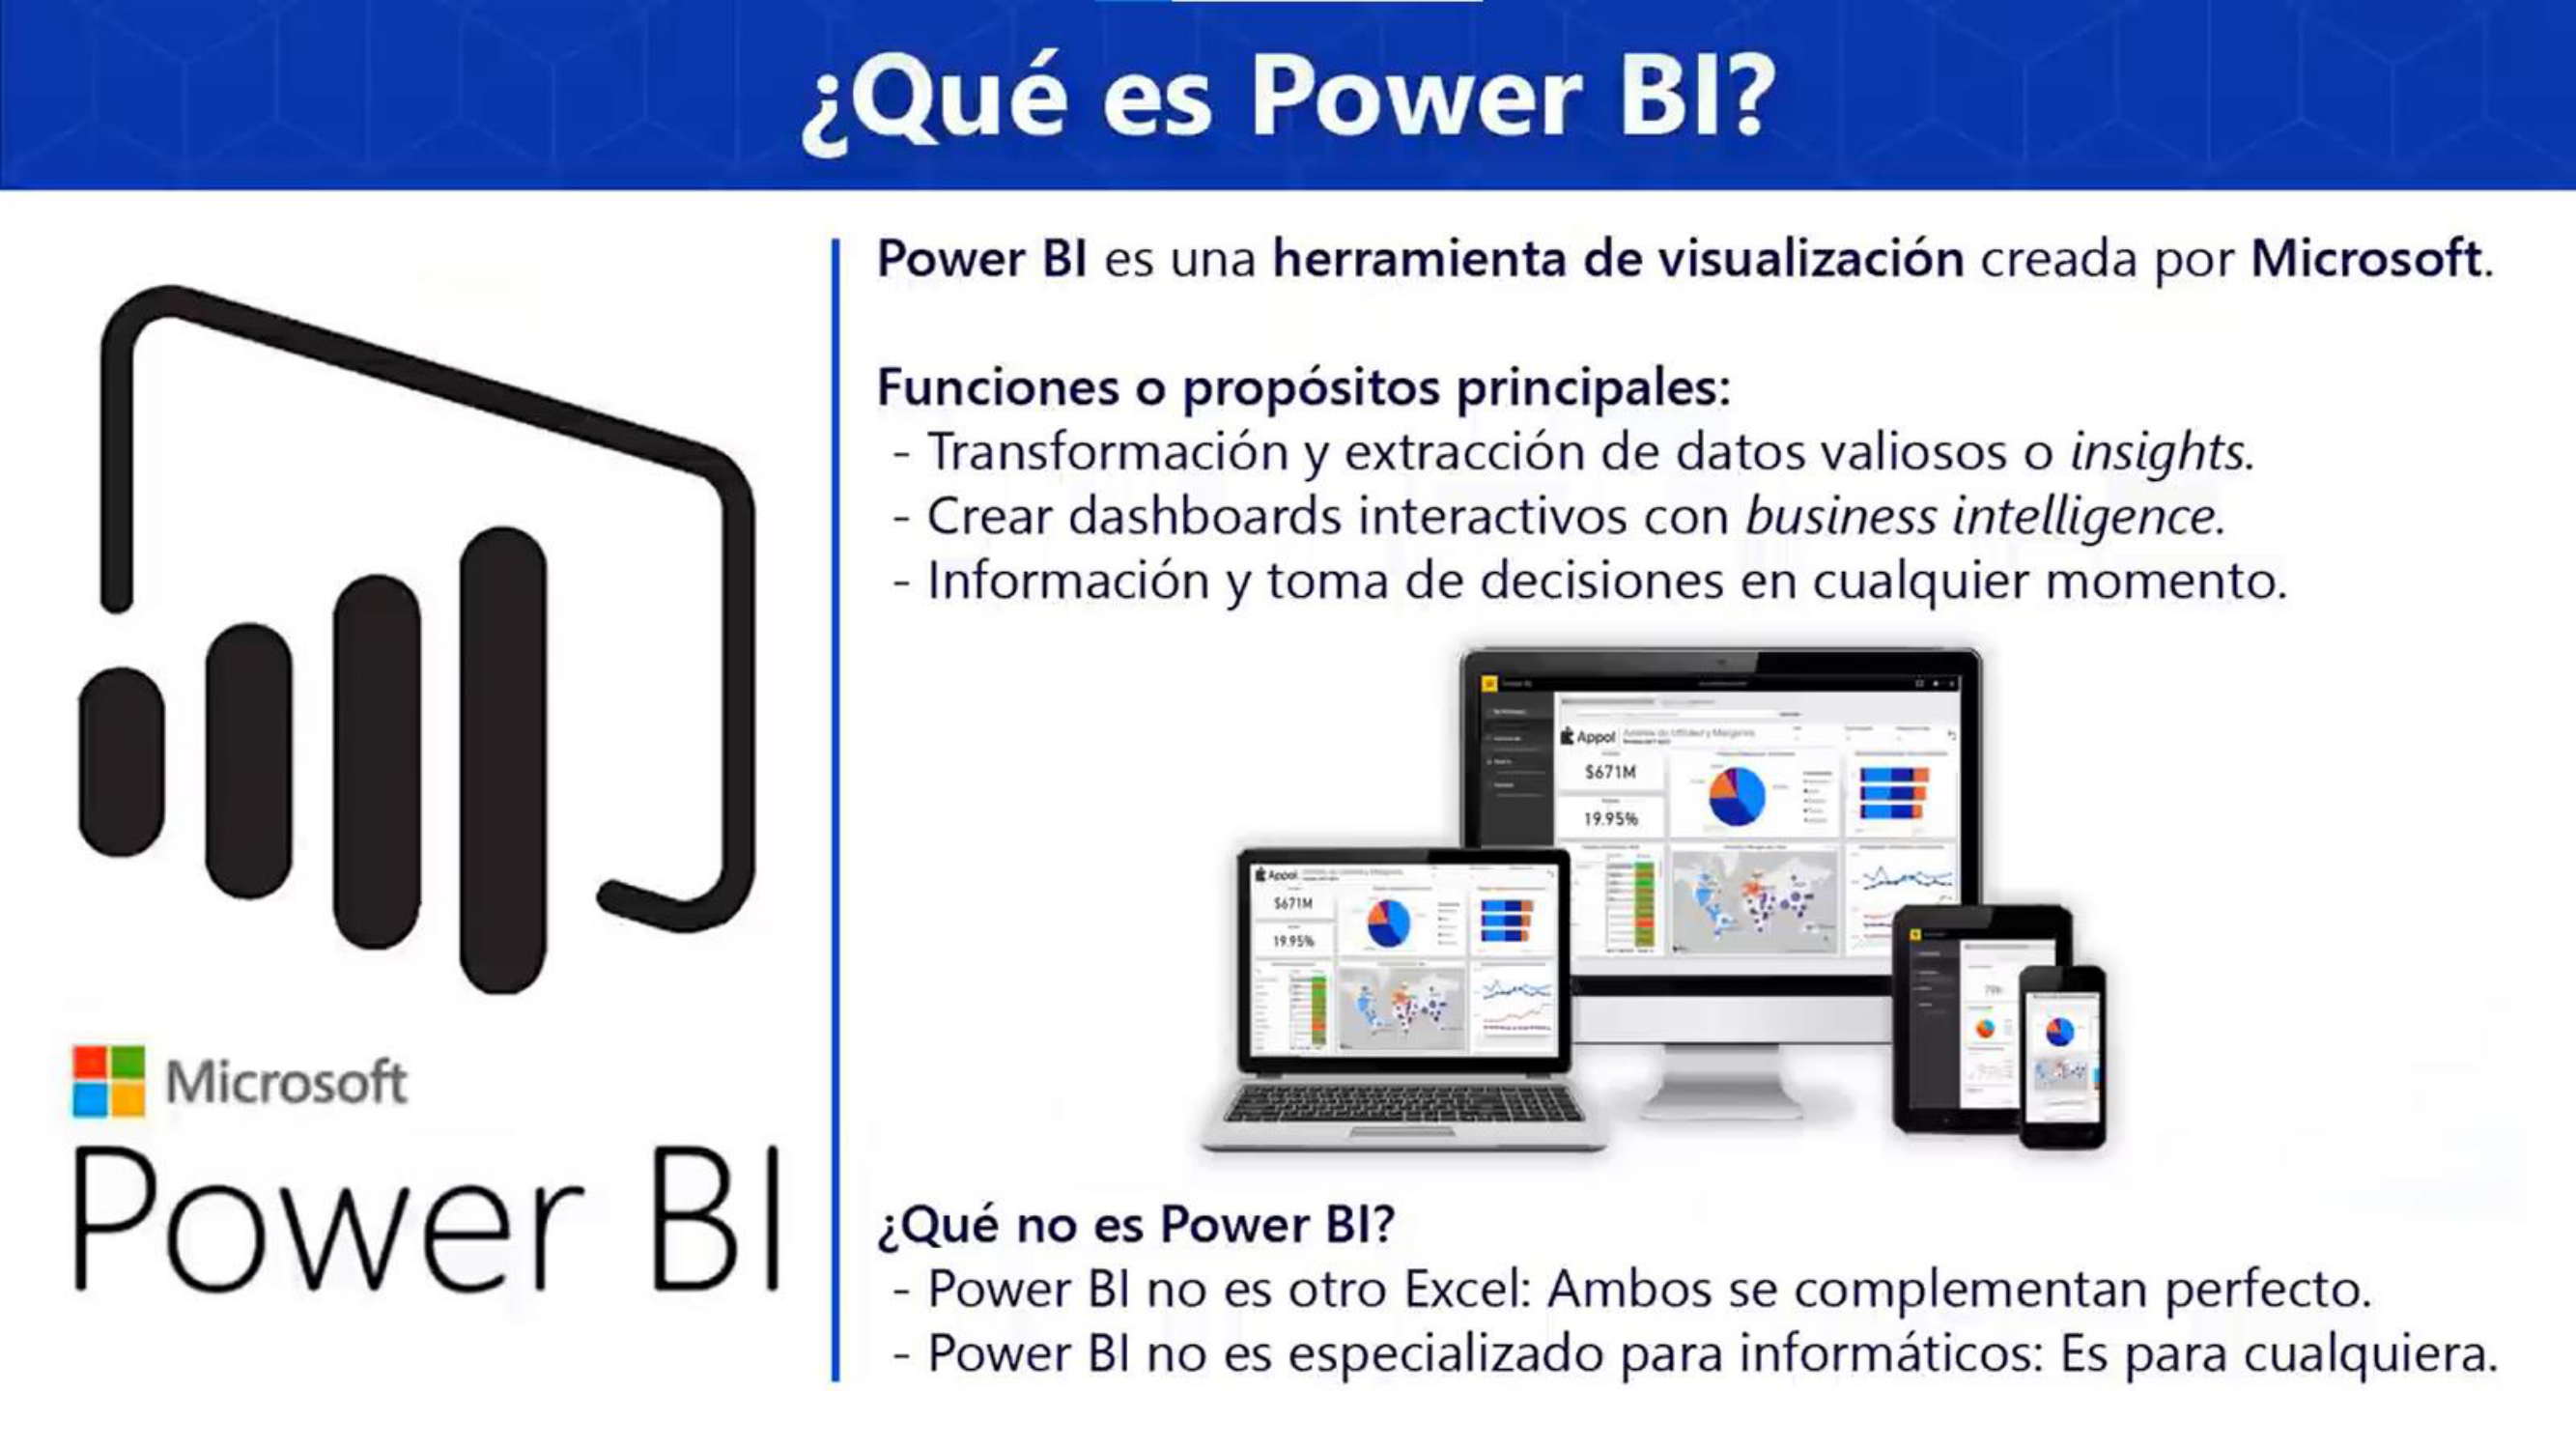 ¿Qué es Power BI?
Power BI es una herramienta de visualización creada por Microsoft.
Funciones o propósitos principales:
- Transformación y extracción de datos valiosos o insights.
- Crear dashboards interactivos con business intelligence.
- Información y toma de decisiones en cualquier momento.
Appol
$671M
19.95%
Appol
$671M
19.95%
Microsoft
Power BI
¿Qué no es Power BI?
- Power BI no es otro Excel: Ambos se complementan perfecto.
- Power BI no es especializado para informáticos: Es para cualquiera.